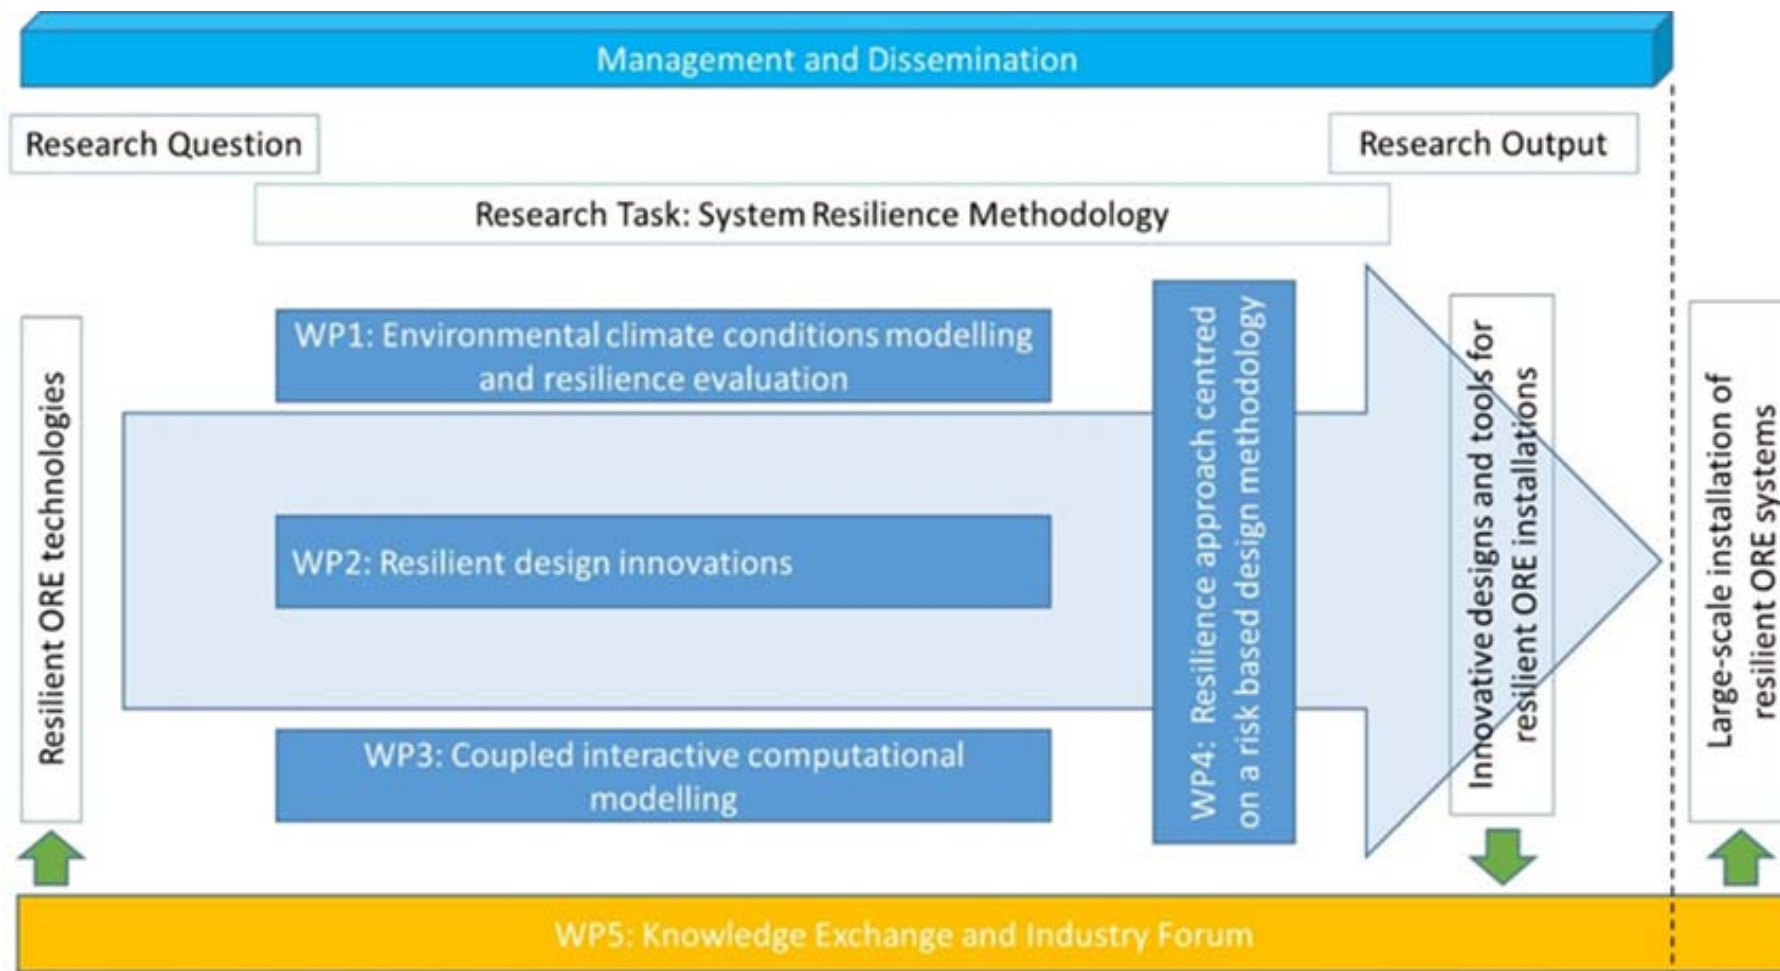 Management and Dissemination
Research Question
Research Output
Research Task: System Resilience Methodology
Resilient ORE technologies
WP1: Environmental climate conditions modelling
and resilience evaluation
WP2: Resilient design innovations
WP3: Coupled interactive computational
modelling
WP4: Resilience approach centred
on a risk based design methodology
Innovative designs and tools for
resilient ORE installations
Large-scale installation of
resilient ORE systems
WP5: Knowledge Exchange and Industry Forum